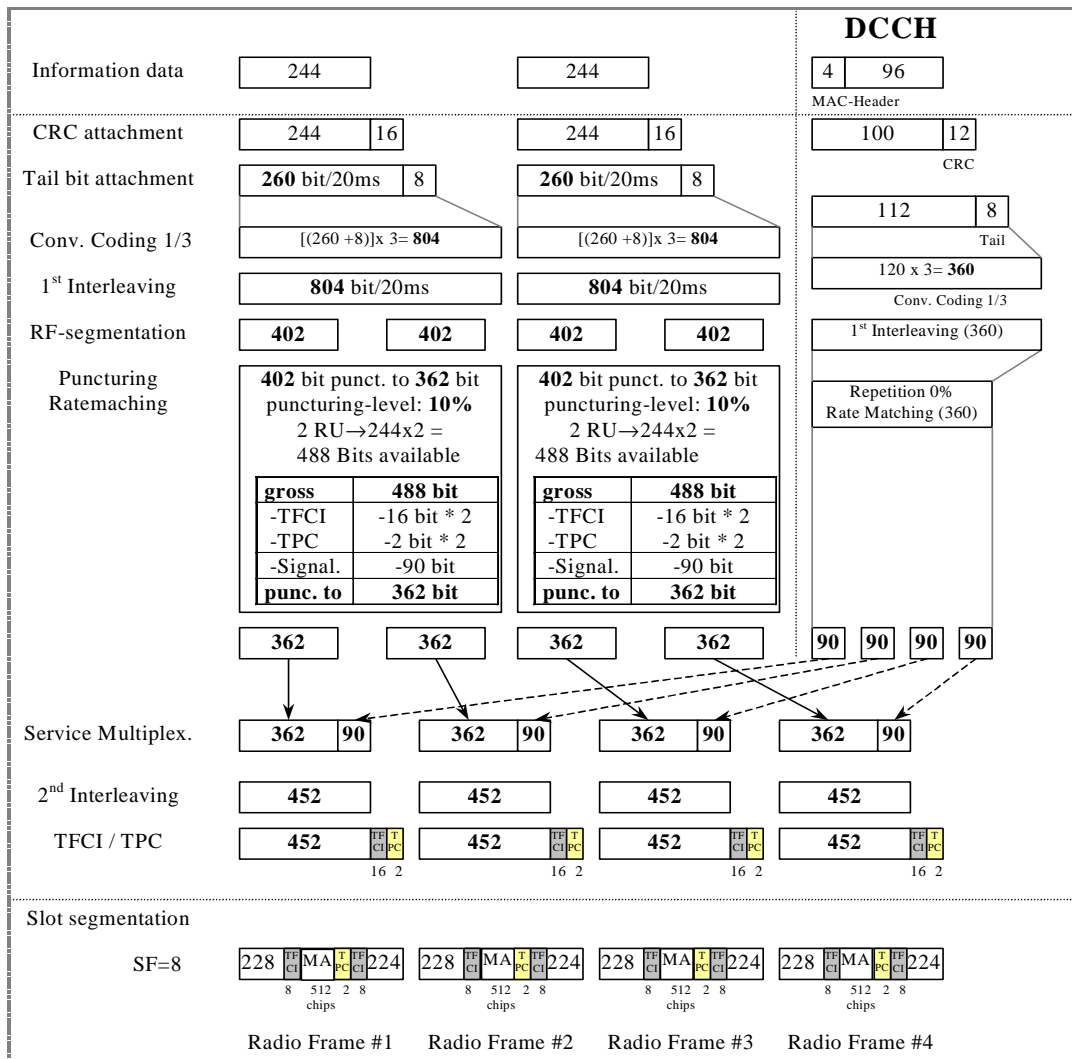 DCCH
Information data 244 244 4 96
MAC-Header
CRC attachment 244 16 244 16 100 12
CRC
Tail bit attachment 260 bit/20ms 8 260 bit/20ms 8
112 8
Tail
Conv. Coding 1/3 [(260 +8)]x 3= 804 [(260 +8)]x 3= 804
120 x 3= 360
Conv. Coding 1/3
1st Interleaving 804 bit/20ms 804 bit/20ms
RF-segmentation 402 402 402 402 1st Interleaving (360)
Puncturing
Ratemaching
402 bit punct. to 362 bit
puncturing-level: 10%
2 RU→244x2 =
488 Bits available
gross 488 bit
-TFCI -16 bit * 2
-TPC -2 bit * 2
-Signal. -90 bit
punc. to 362 bit
402 bit punct. to 362 bit
puncturing-level: 10%
2 RU→244x2 =
488 Bits available
gross 488 bit
-TFCI -16 bit * 2
-TPC -2 bit * 2
-Signal. -90 bit
punc. to 362 bit
Repetition 0%
Rate Matching (360)
362 362 362 362 90 90 90 90
Service Multiplex. 362 90 362 90 362 90 362 90
2nd Interleaving 452 452 452 452
TFCI / TPC 452 TF CI T PC 452 TF CI T PC 452 TF CI T PC 452 TF CI T PC
16 2 16 2 16 2 16 2
Slot segmentation
SF=8 228 TF CI MA T PC TF CI 224 228 TF CI MA T PC TF CI 224 228 TF CI MA T PC TF CI 224 228 TF CI MA T PC TF CI 224
8 512 2 8 8 512 2 8 8 512 2 8 8 512 2 8
chips chips chips chips
Radio Frame #1 Radio Frame #2 Radio Frame #3 Radio Frame #4